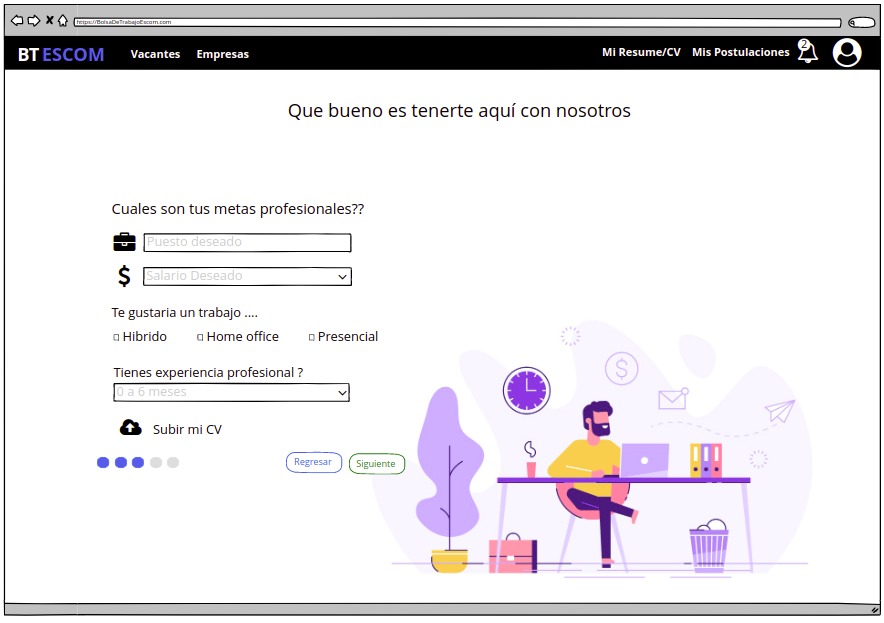 https://BolsaDeTrabajoEscom.com
BT ESCOM Vacantes Empresas Mi Resume/CV Mis Postulaciones 2
Que bueno es tenerte aquí con nosotros
Cuales son tus metas profesionales??
Puesto deseado
$ Salario Deseado
Te gustaria un trabajo ....
Hibrido Home office Presencial
Tienes experiencia profesional ?
0 a 6 meses
Subir mi CV
Regresar Siguiente
$